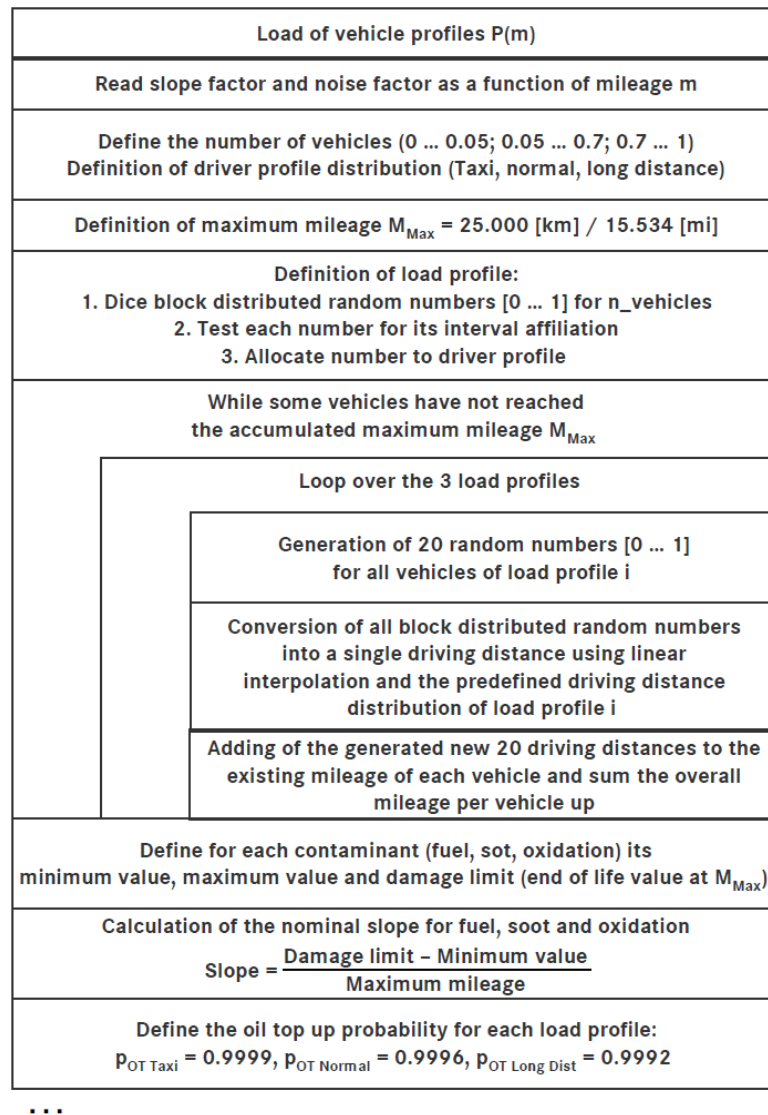 Load of vehicle profiles P(m)
Read slope factor and noise factor as a function of mileage m
Define the number of vehicles (0 ... 0.05; 0.05 ... 0.7; 0.7 ... 1)
Definition of driver profile distribution (Taxi, normal, long distance)
Definition of maximum mileage M_Max = 25.000 [km] / 15.534 [mi]
Definition of load profile:
1. Dice block distributed random numbers [0 ... 1] for n_vehicles
2. Test each number for its interval affiliation
3. Allocate number to driver profile
While some vehicles have not reached
the accumulated maximum mileage M_Max
Loop over the 3 load profiles
Generation of 20 random numbers [0 ... 1]
for all vehicles of load profile i
Conversion of all block distributed random numbers
into a single driving distance using linear
interpolation and the predefined driving distance
distribution of load profile i
Adding of the generated new 20 driving distances to the
existing mileage of each vehicle and sum the overall
mileage per vehicle up
Define for each contaminant (fuel, sot, oxidation) its
minimum value, maximum value and damage limit (end of life value at M_Max)
Calculation of the nominal slope for fuel, soot and oxidation
Slope = Damage limit – Minimum value
Maximum mileage
Define the oil top up probability for each load profile:
p_OT Taxi = 0.9999, p_OT Normal = 0.9996, p_OT Long Dist = 0.9992
...